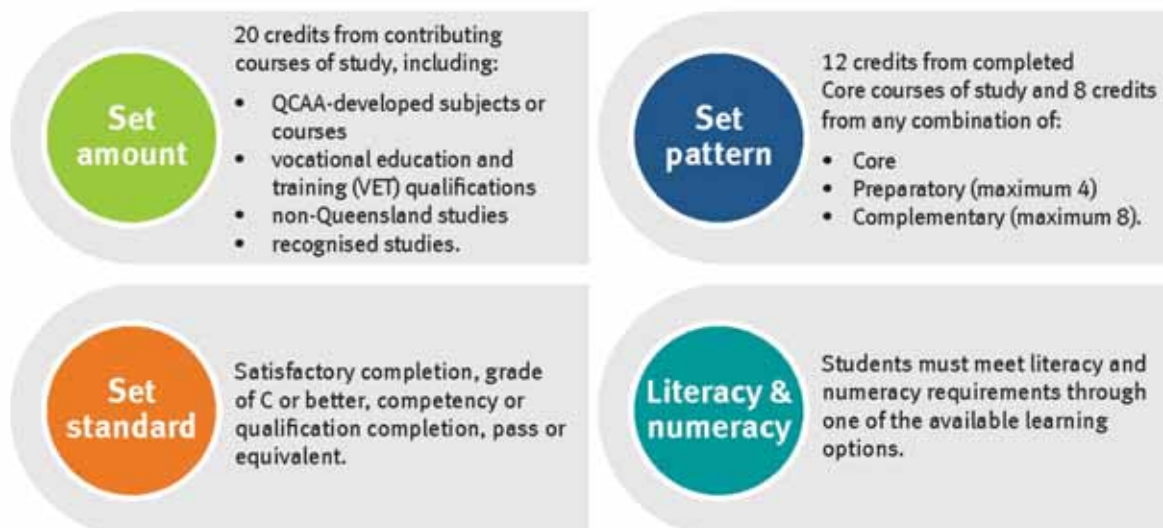 Set
amount
20 credits from contributing
courses of study, including:
• QCAA-developed subjects or
courses
• vocational education and
training (VET) qualifications
• non-Queensland studies
• recognised studies.
Set
pattern
12 credits from completed
Core courses of study and 8 credits
from any combination of:
• Core
• Preparatory (maximum 4)
• Complementary (maximum 8).
Set
standard
Satisfactory completion, grade
of C or better, competency or
qualification completion, pass or
equivalent.
Literacy &
numeracy
Students must meet literacy and
numeracy requirements through
one of the available learning
options.